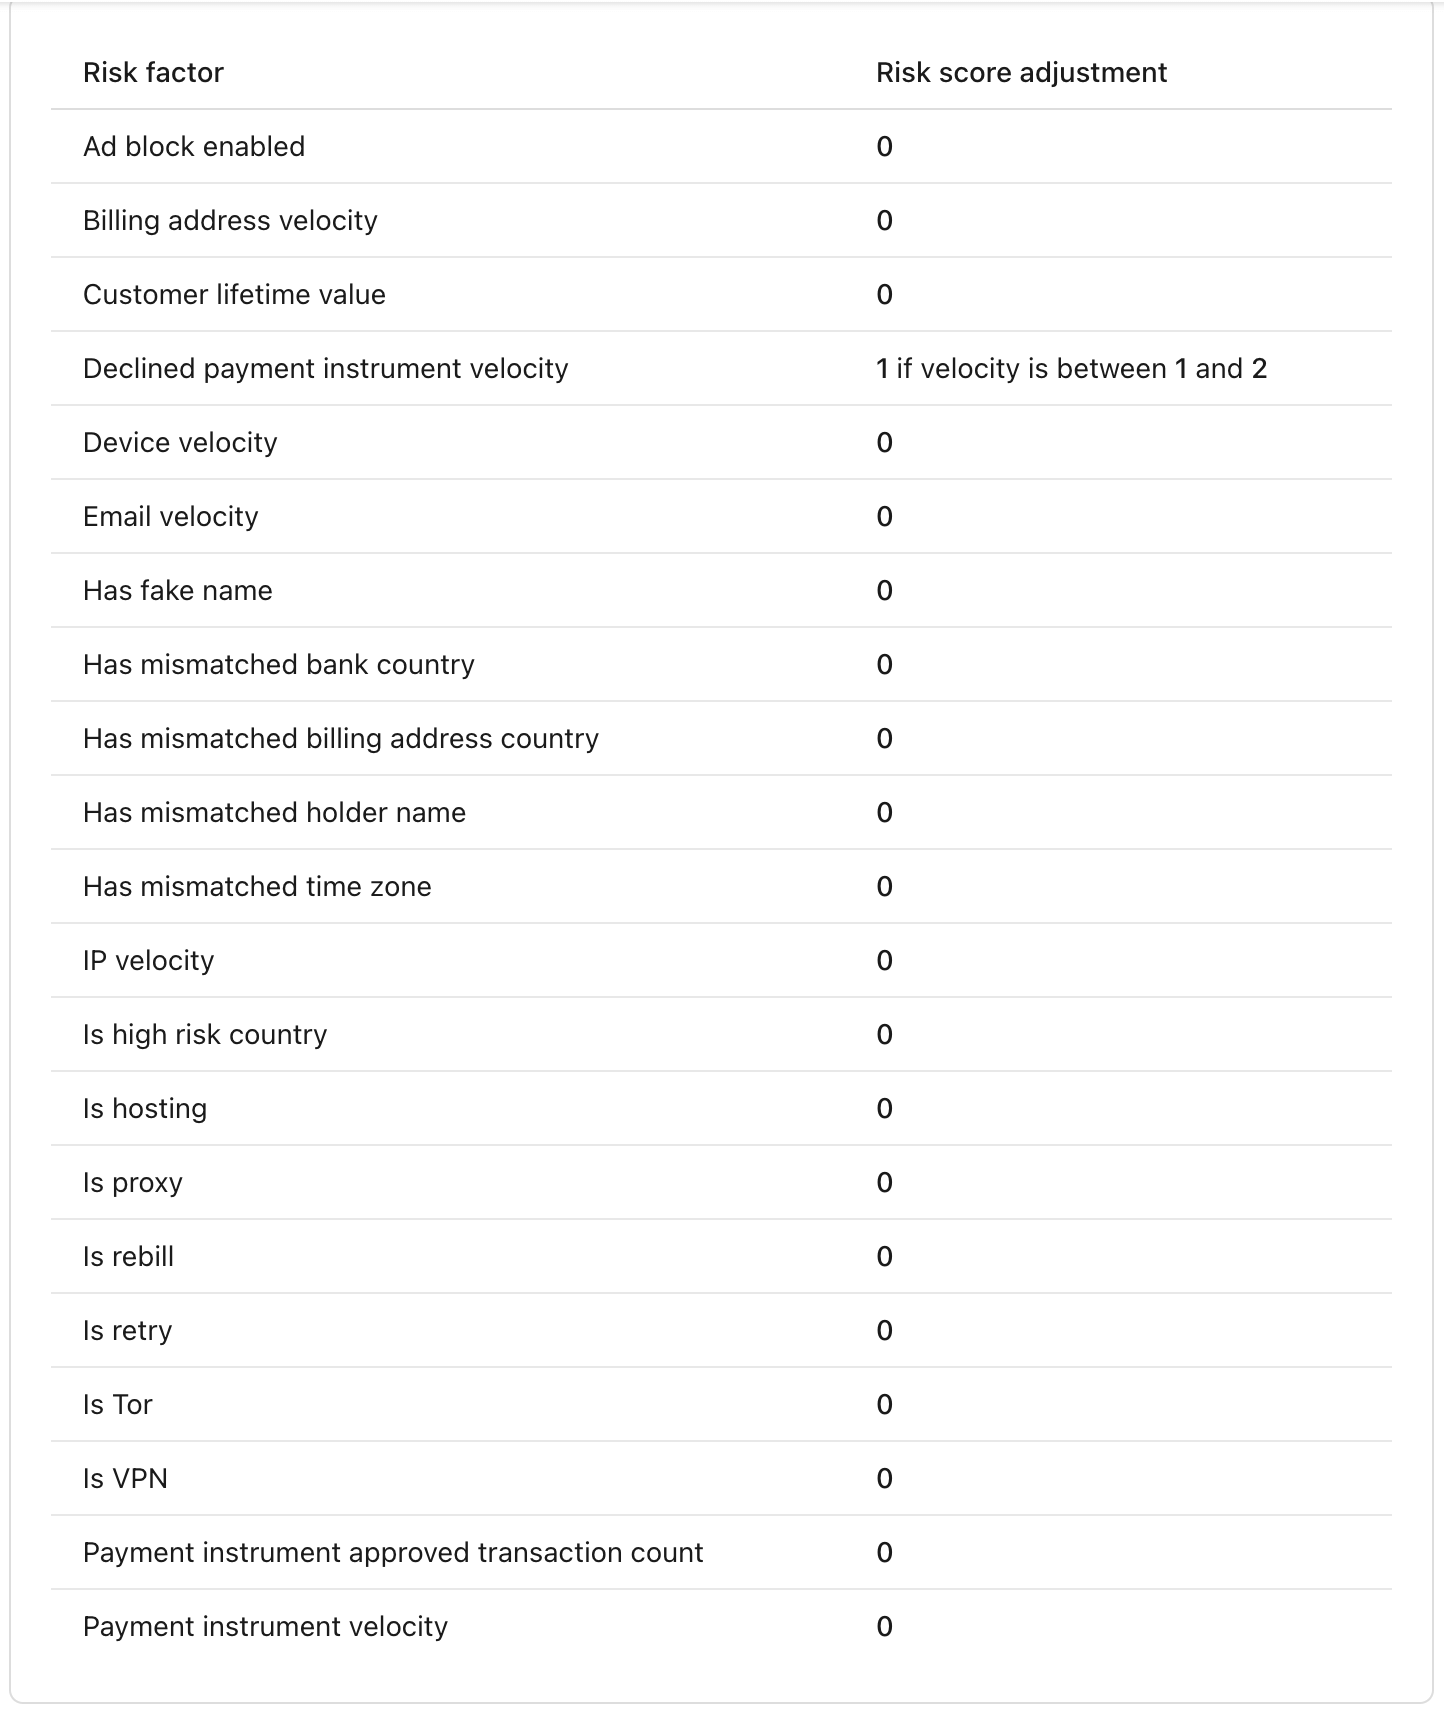 Risk factor Risk score adjustment
Ad block enabled 0
Billing address velocity 0
Customer lifetime value 0
Declined payment instrument velocity 1 if velocity is between 1 and 2
Device velocity 0
Email velocity 0
Has fake name 0
Has mismatched bank country 0
Has mismatched billing address country 0
Has mismatched holder name 0
Has mismatched time zone 0
IP velocity 0
Is high risk country 0
Is hosting 0
Is proxy 0
Is rebill 0
Is retry 0
Is Tor 0
Is VPN 0
Payment instrument approved transaction count 0
Payment instrument velocity 0